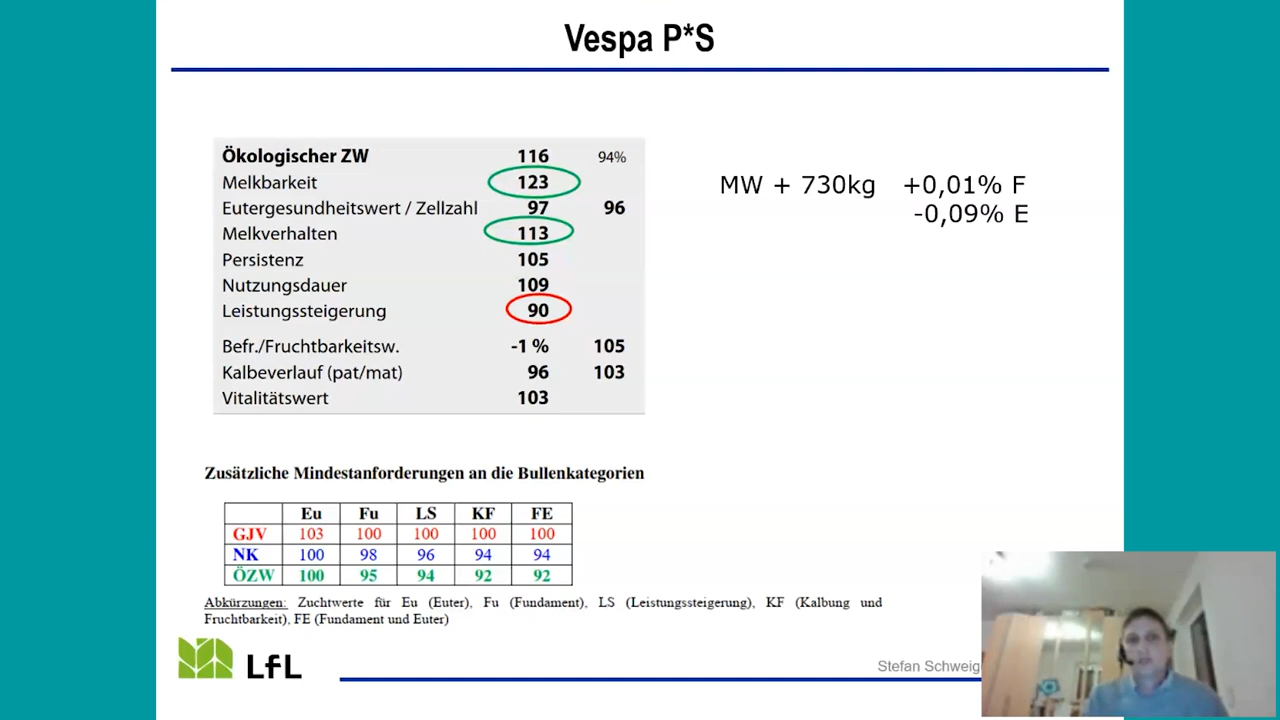 Vespa P*S
Ökologischer ZW 116 94%
Melkbarkeit 123
Eutergesundheitswert / Zellzahl 97 96
Melkverhalten 113
Persistenz 105
Nutzungsdauer 109
Leistungssteigerung 90
Befr./Fruchtbarkeitsw. -1 % 105
Kalbeverlauf (pat/mat) 96 103
Vitalitätswert 103
MW + 730kg +0,01% F
-0,09% E
Zusätzliche Mindestanforderungen an die Bullenkategorien
Eu Fu LS KF FE
GJV 103 100 100 100 100
NK 100 98 96 94 94
ÖZW 100 95 94 92 92
Abkürzungen: Zuchtwerte für Eu (Euter), Fu (Fundament), LS (Leistungssteigerung), KF (Kalbung und
Fruchtbarkeit), FE (Fundament und Euter)
LfL
Stefan Schweig